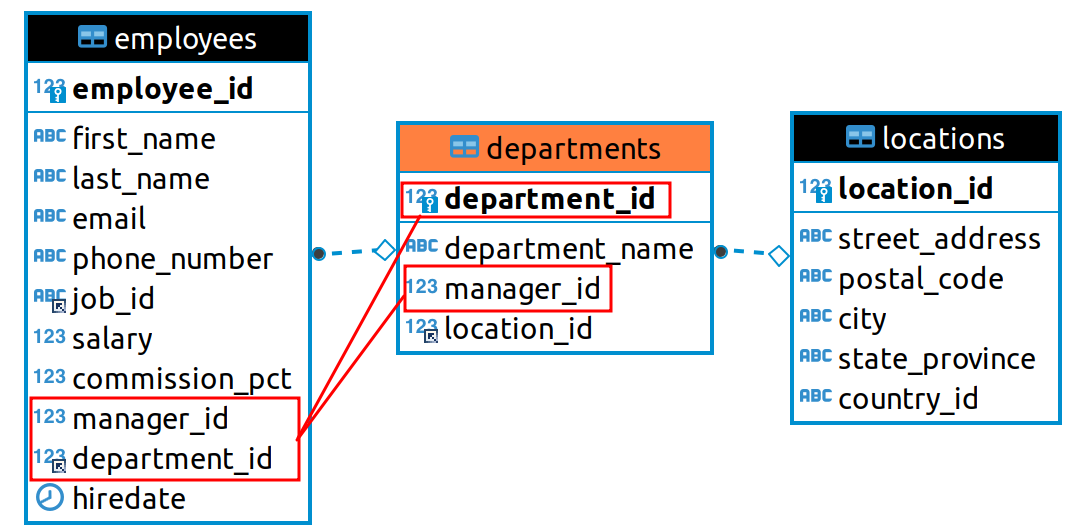 employees
123 employee_id
ABC first_name
ABC last_name
ABC email
ABC phone_number
ABC job_id
123 salary
123 commission_pct
123 manager_id
123 department_id
hiredate
departments
123 department_id
ABC department_name
123 manager_id
123 location_id
locations
123 location_id
ABC street_address
ABC postal_code
ABC city
ABC state_province
ABC country_id